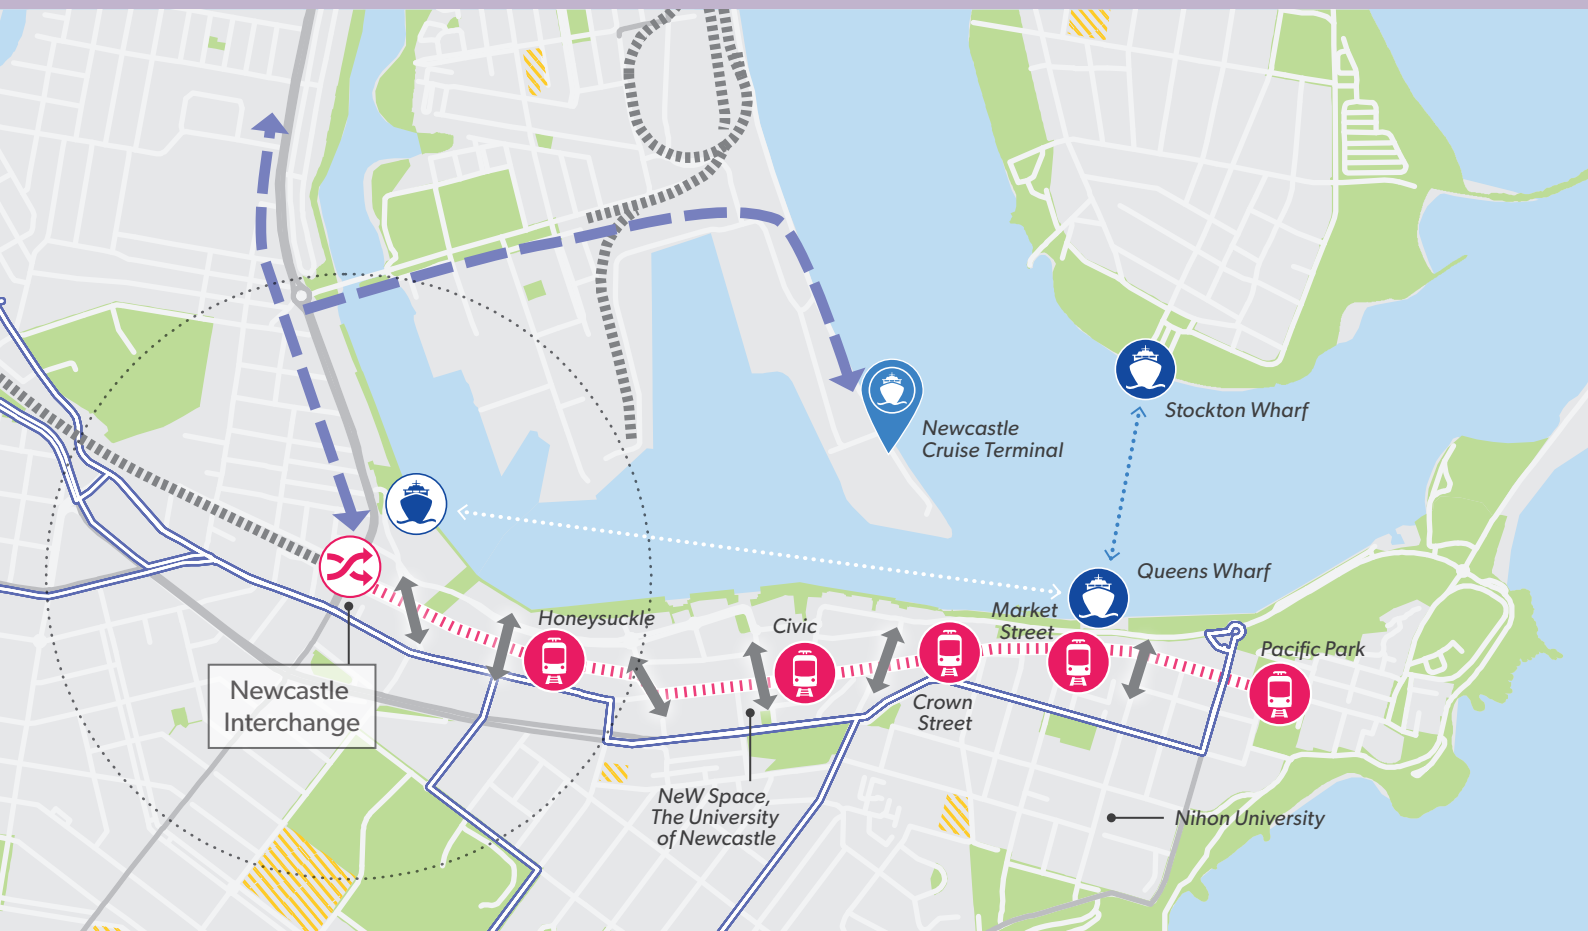 Stockton Wharf
Newcastle
Cruise Terminal
Queens Wharf
Honeysuckle
Civic
Market
Street
Pacific Park
Newcastle
Interchange
Crown
Street
NeW Space,
The University
of Newcastle
Nihon University